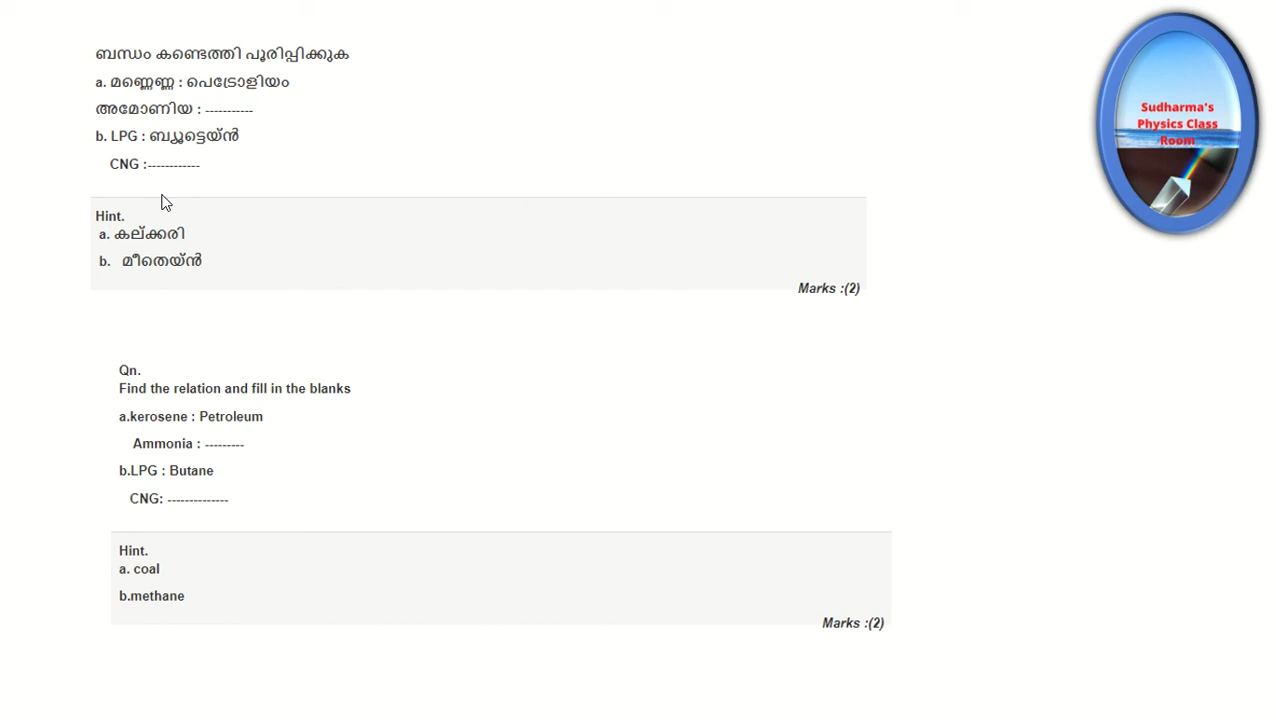 ബന്ധം കണ്ടെത്തി പൂരിപ്പിക്കുക
a. മണ്ണെണ്ണ : പെട്രോളിയം
അമോണിയ : -----------
b. LPG : ബ്യൂട്ടെയ്ൻ
CNG :------------
Hint.
a. കല്ക്കരി
b. മീതെയ്ൻ
Marks :(2)
Qn.
Find the relation and fill in the blanks
a.kerosene : Petroleum
Ammonia : ---------
b.LPG : Butane
CNG: --------------
Hint.
a. coal
b.methane
Marks :(2)
Sudharma's
Physics Class
Room